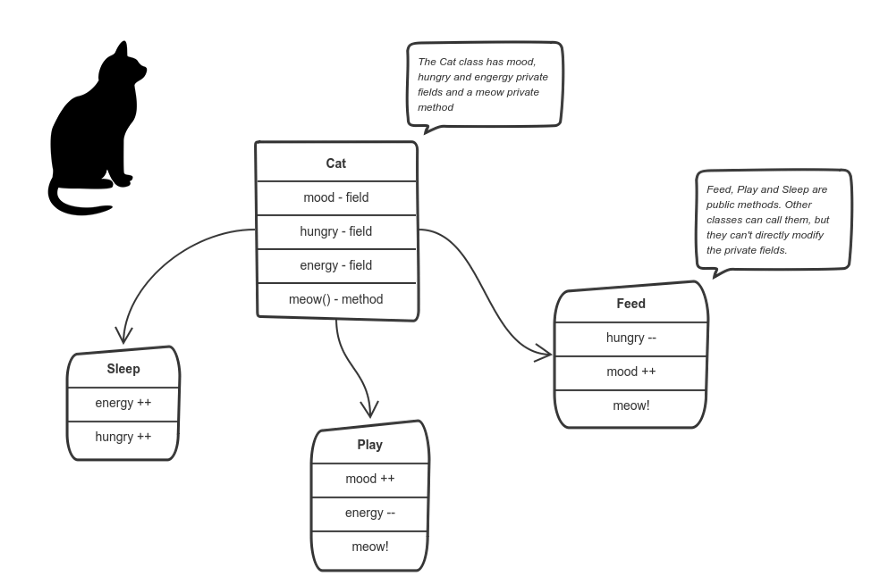 The Cat class has mood,
hungry and engergy private
fields and a meow private
method
Cat
mood - field
hungry - field
energy - field
meow() - method
Feed, Play and Sleep are
public methods. Other
classes can call them, but
they can't directly modify
the private fields.
Sleep
energy ++
hungry ++
Play
mood ++
energy --
meow!
Feed
hungry --
mood ++
meow!